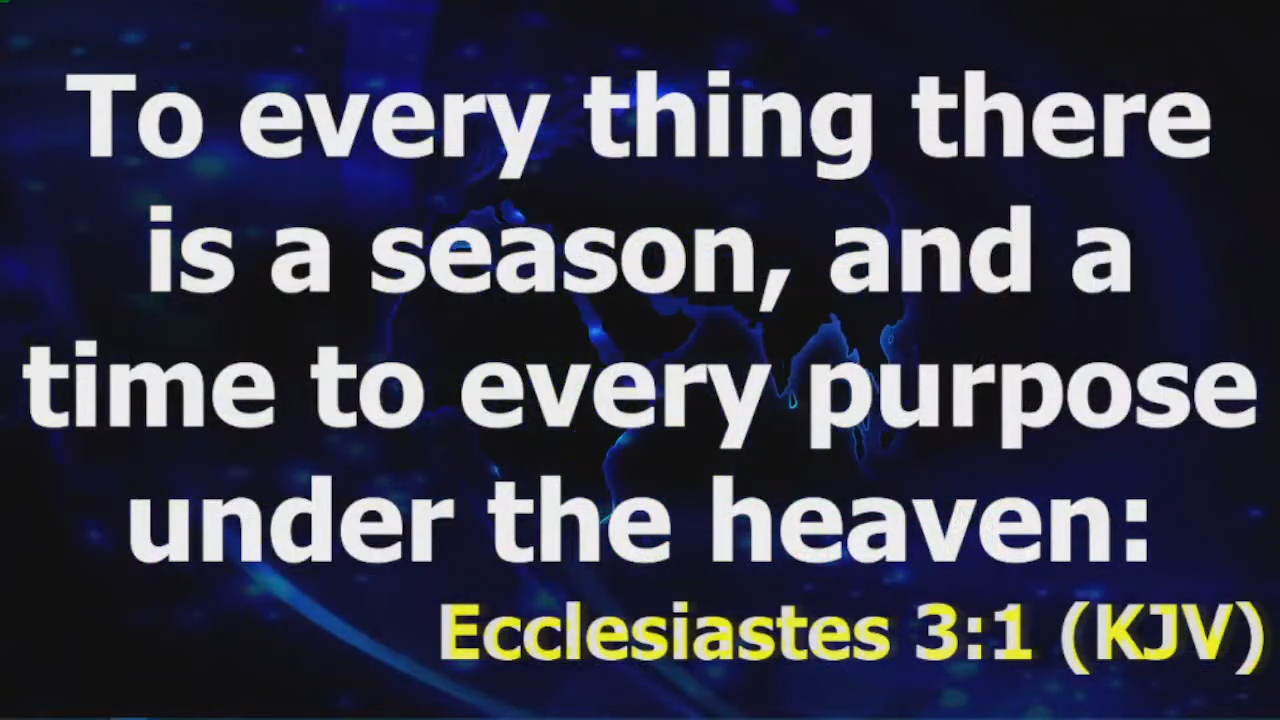 To every thing there
is a season, and a
time to every purpose
under the heaven:
Ecclesiastes 3:1 (KJV)